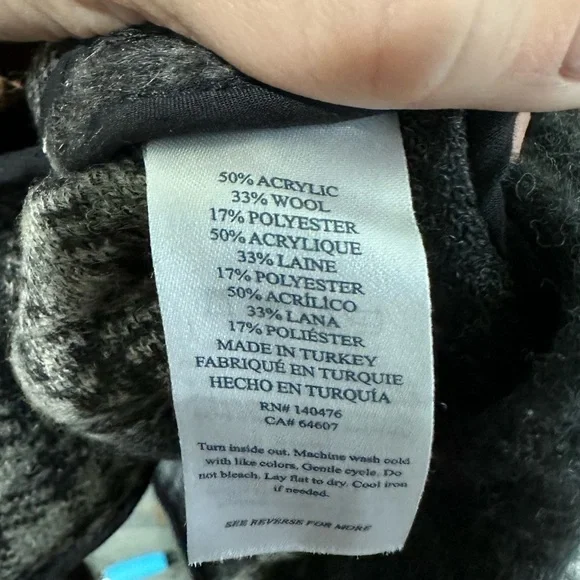 50% ACRYLIC
33% WOOL
17% POLYESTER
50% ACRYLIQUE
33% LAINE
17% POLYESTER
50% ACRÍLICO
33% LANA
17% POLIÉSTER
MADE IN TURKEY
FABRIQUÉ EN TURQUIE
HECHO EN TURQUÍA
RN# 140476
CA# 64607
Turn inside out. Machine wash cold
with like colors. Gentle cycle. Do
not bleach. Lay flat to dry. Cool iron
if needed.
SEE REVERSE FOR MORE